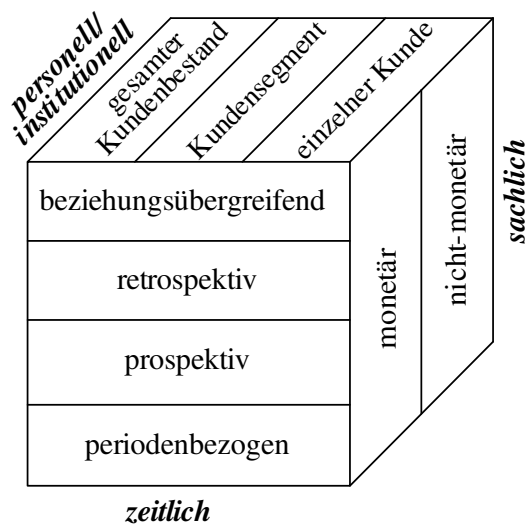 personell/
institutionell
gesamter
Kundenbestand
Kundensegment
einzelner Kunde
beziehungsübergreifend
retrospektiv
prospektiv
periodenbezogen
monetär
nicht-monetär
sachlich
zeitlich